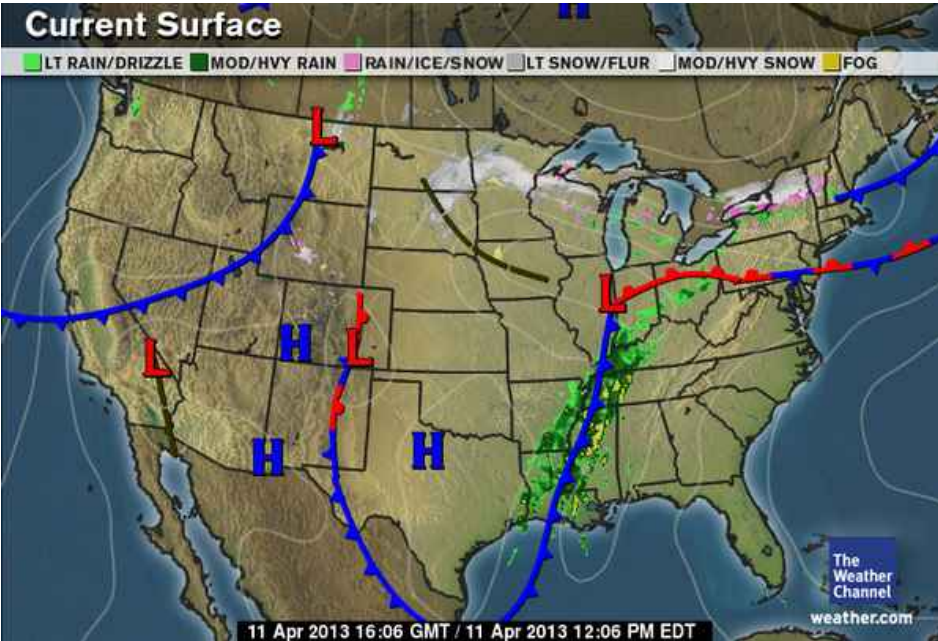 Current Surface
LT RAIN/DRIZZLE MOD/HVY RAIN RAIN/ICE/SNOW LT SNOW/FLUR MOD/HVY SNOW FOG
H
L
L
H L
L
H H
The
Weather
Channel
weather.com
11 Apr 2013 16:06 GMT / 11 Apr 2013 12:06 PM EDT